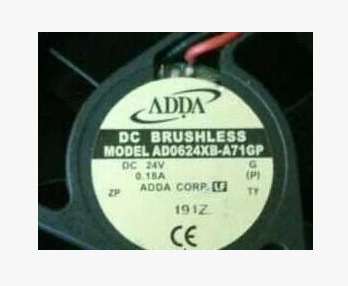 ADDA
DC BRUSHLESS
MODEL AD0624XB-A71GP
DC 24V G
0.18A (P)
ZP ADDA CORP. LF TY
191Z
CE